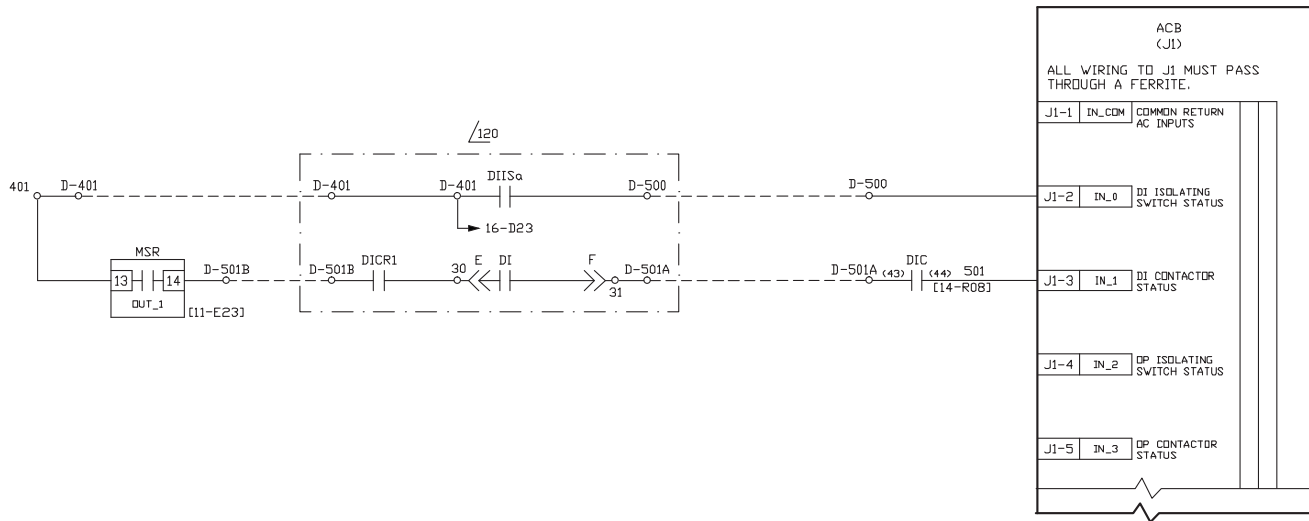 ACB
(J1)
ALL WIRING TO J1 MUST PASS
THROUGH A FERRITE.
J1-1 IN_COM COMMON RETURN
AC INPUTS
120
401 D-401 D-401 D-401 DIISa D-500 D-500
J1-2 IN_0 DI ISOLATING
SWITCH STATUS
16-D23
MSR
13 14
OUT_1
[11-E23]
D-501B D-501B DICR1 30 E DI F D-501A
31
D-501A (43) DIC (44) 501
[14-R08]
J1-3 IN_1 DI CONTACTOR
STATUS
J1-4 IN_2 OP ISOLATING
SWITCH STATUS
J1-5 IN_3 OP CONTACTOR
STATUS